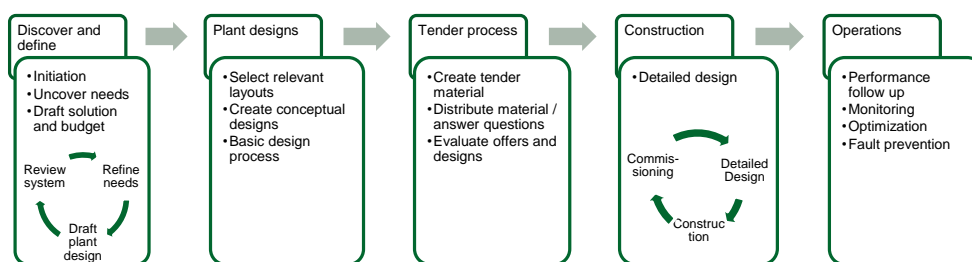 Discover and
define
•Initiation
•Uncover needs
•Draft solution
and budget
Review
system
Refine
needs
Draft
plant
design
Plant designs
•Select relevant
layouts
•Create conceptual
designs
•Basic design
process
Tender process
•Create tender
material
•Distribute material /
answer questions
•Evaluate offers and
designs
Construction
•Detailed design
Commis-
sioning
Detailed
Design
Construc
tion
Operations
•Performance
follow up
•Monitoring
•Optimization
•Fault prevention